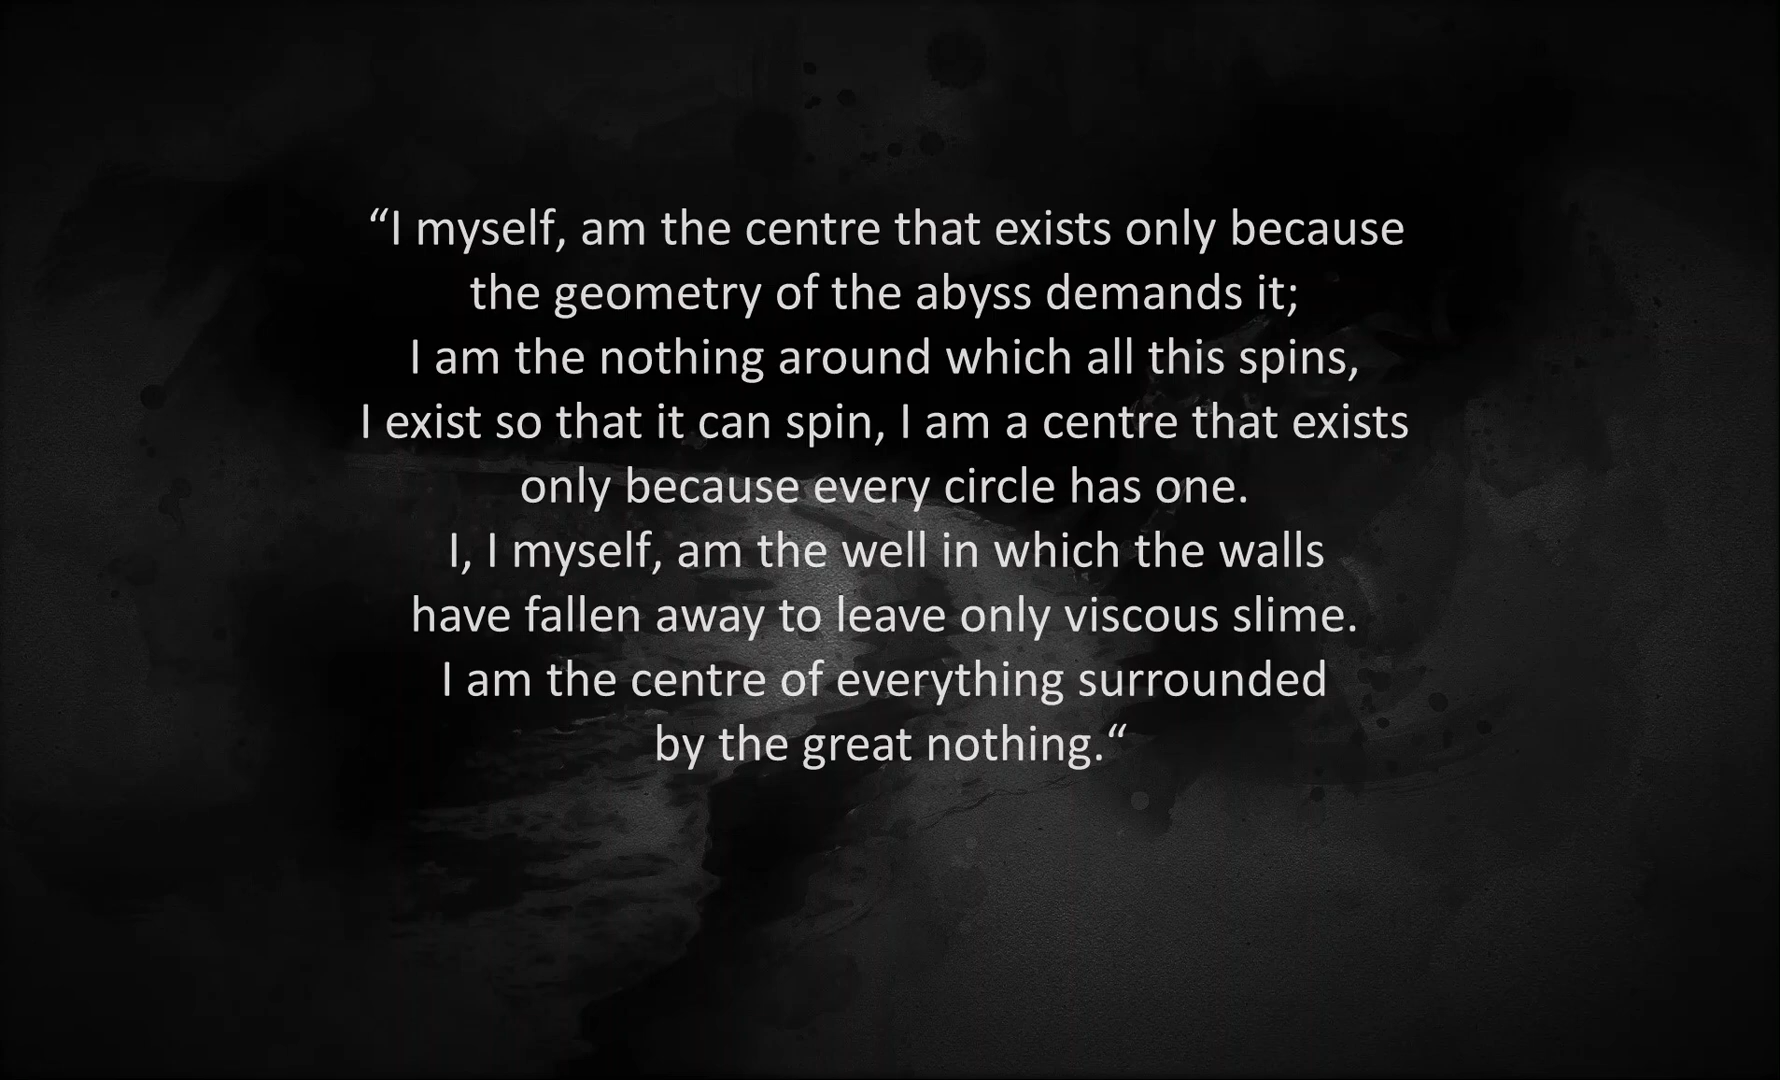 “I myself, am the centre that exists only because
the geometry of the abyss demands it;
I am the nothing around which all this spins,
I exist so that it can spin, I am a centre that exists
only because every circle has one.
I, I myself, am the well in which the walls
have fallen away to leave only viscous slime.
I am the centre of everything surrounded
by the great nothing.“